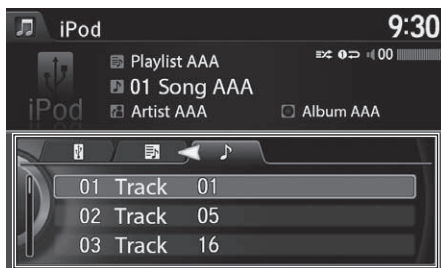 iPod 9:30
Playlist AAA 00
01 Song AAA
iPod Artist AAA Album AAA
01 Track 01
02 Track 05
03 Track 16